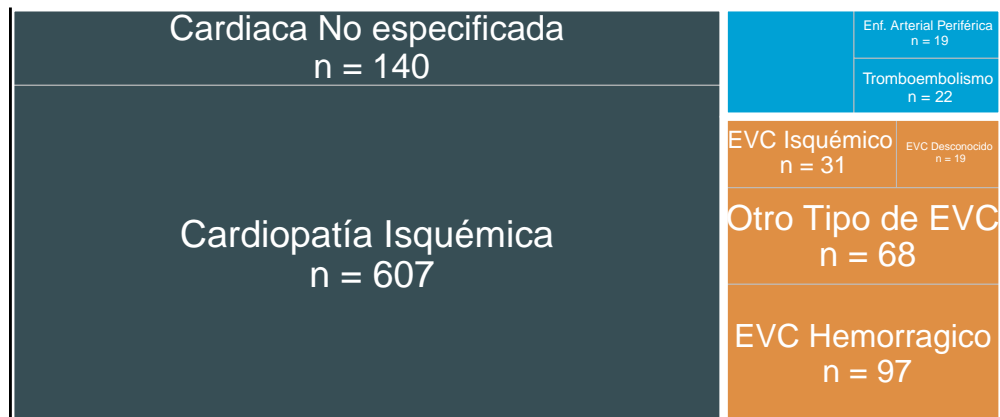 Cardiaca No especificada
n = 140
Cardiopatía Isquémica
n = 607
Enf. Arterial Periférica
n = 19
Tromboembolismo
n = 22
EVC Isquémico
n = 31
EVC Desconocido
n = 19
Otro Tipo de EVC
n = 68
EVC Hemorragico
n = 97